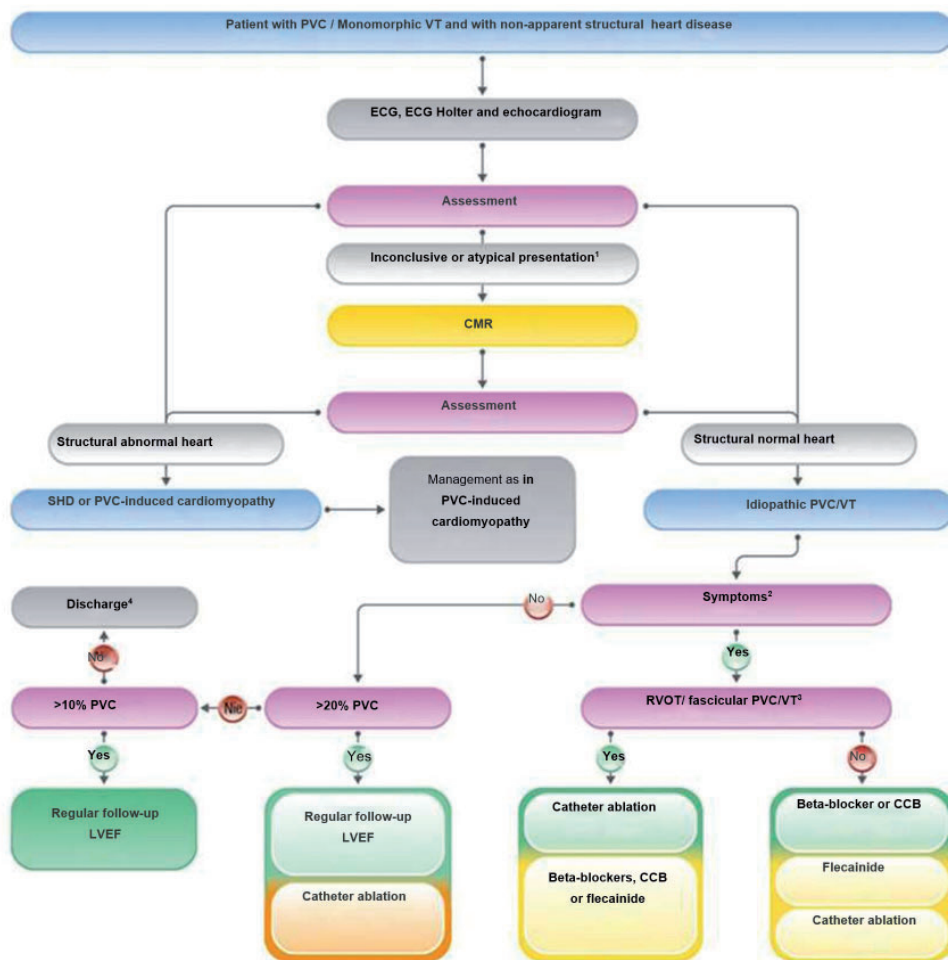 Patient with PVC / Monomorphic VT and with non-apparent structural heart disease
ECG, ECG Holter and echocardiogram
Assessment
Inconclusive or atypical presentation¹
CMR
Assessment
Structural abnormal heart
Structural normal heart
SHD or PVC-induced cardiomyopathy
Management as in
PVC-induced
cardiomyopathy
Idiopathic PVC/VT
Discharge⁴
No
Symptoms²
No
Yes
>10% PVC
Nie
>20% PVC
RVOT/ fascicular PVC/VT³
Yes
Yes
Yes
No
Regular follow-up
LVEF
Regular follow-up
LVEF
Catheter ablation
Catheter ablation
Beta-blockers, CCB
or flecainide
Beta-blocker or CCB
Flecainide
Catheter ablation